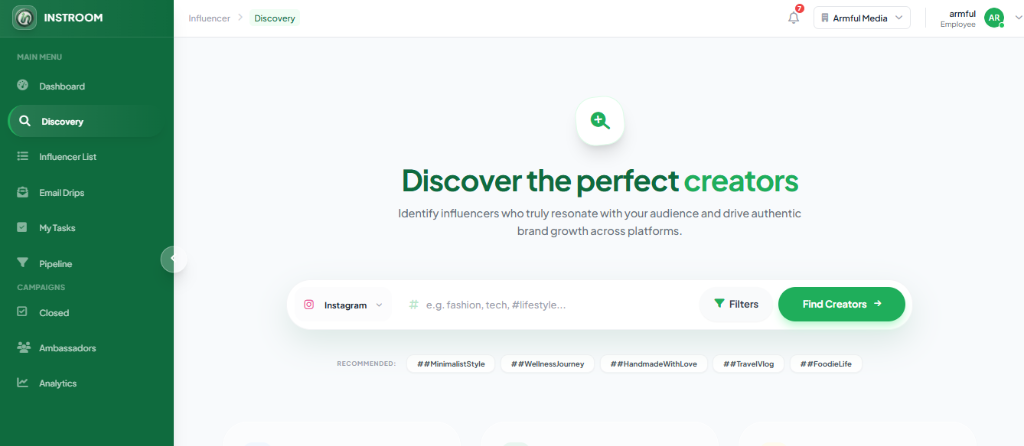 INSTROOM
MAIN MENU
Dashboard
Discovery
Influencer List
Email Drips
My Tasks
Pipeline
CAMPAIGNS
Closed
Ambassadors
Analytics
Influencer > Discovery
7
Armful Media
armful
Employee
AR
Discover the perfect creators
Identify influencers who truly resonate with your audience and drive authentic
brand growth across platforms.
Instagram
# e.g. fashion, tech, #lifestyle...
Filters
Find Creators →
RECOMMENDED: ##MinimalistStyle ##WellnessJourney ##HandmadeWithLove ##TravelVlog ##FoodieLife